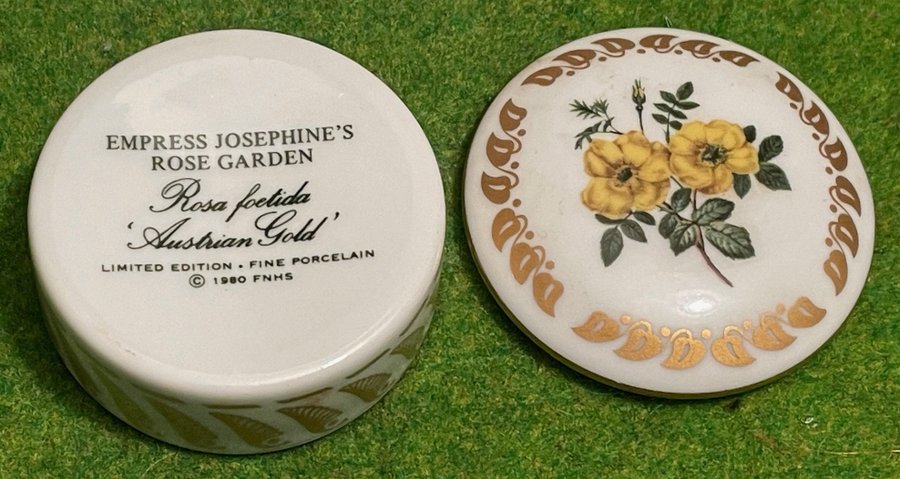 EMPRESS JOSEPHINE'S
ROSE GARDEN
Rosa foetida
'Austrian Gold'
LIMITED EDITION • FINE PORCELAIN
© 1980 FNHS